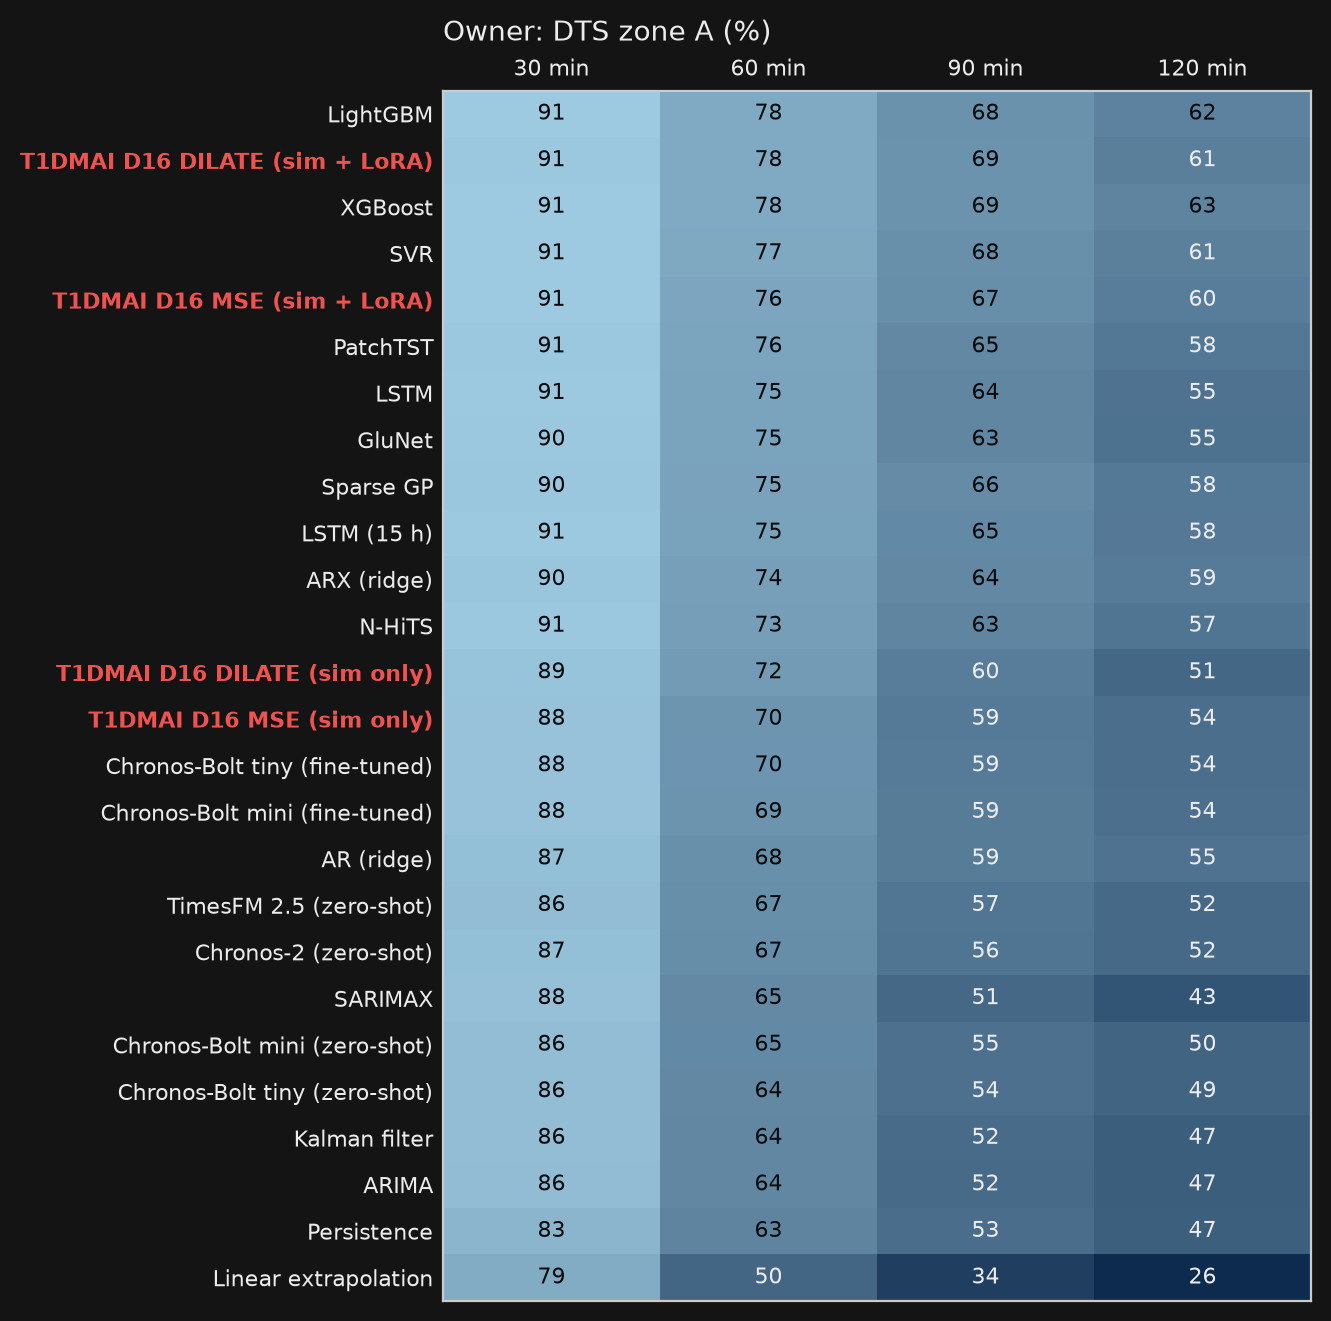 Owner: DTS zone A (%)
30 min 60 min 90 min 120 min
LightGBM 91 78 68 62
T1DMAI D16 DILATE (sim + LoRA) 91 78 69 61
XGBoost 91 78 69 63
SVR 91 77 68 61
T1DMAI D16 MSE (sim + LoRA) 91 76 67 60
PatchTST 91 76 65 58
LSTM 91 75 64 55
GluNet 90 75 63 55
Sparse GP 90 75 66 58
LSTM (15 h) 91 75 65 58
ARX (ridge) 90 74 64 59
N-HiTS 91 73 63 57
T1DMAI D16 DILATE (sim only) 89 72 60 51
T1DMAI D16 MSE (sim only) 88 70 59 54
Chronos-Bolt tiny (fine-tuned) 88 70 59 54
Chronos-Bolt mini (fine-tuned) 88 69 59 54
AR (ridge) 87 68 59 55
TimesFM 2.5 (zero-shot) 86 67 57 52
Chronos-2 (zero-shot) 87 67 56 52
SARIMAX 88 65 51 43
Chronos-Bolt mini (zero-shot) 86 65 55 50
Chronos-Bolt tiny (zero-shot) 86 64 54 49
Kalman filter 86 64 52 47
ARIMA 86 64 52 47
Persistence 83 63 53 47
Linear extrapolation 79 50 34 26